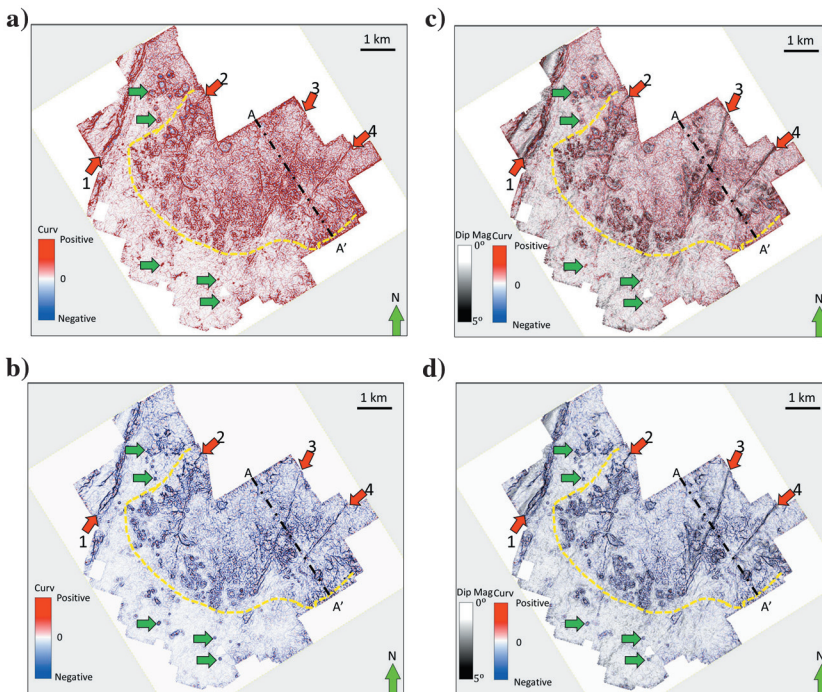 a)
1 km
2
3
A
4
1
Curv
Positive
0
Negative
A'
N
c)
1 km
2
3
A
4
1
Dip Mag Curv
0° Positive
0
5° Negative
A'
N
b)
1 km
2
3
A
4
1
Curv
Positive
0
Negative
A'
N
d)
1 km
2
3
A
4
1
Dip Mag Curv
0° Positive
0
5° Negative
A'
N